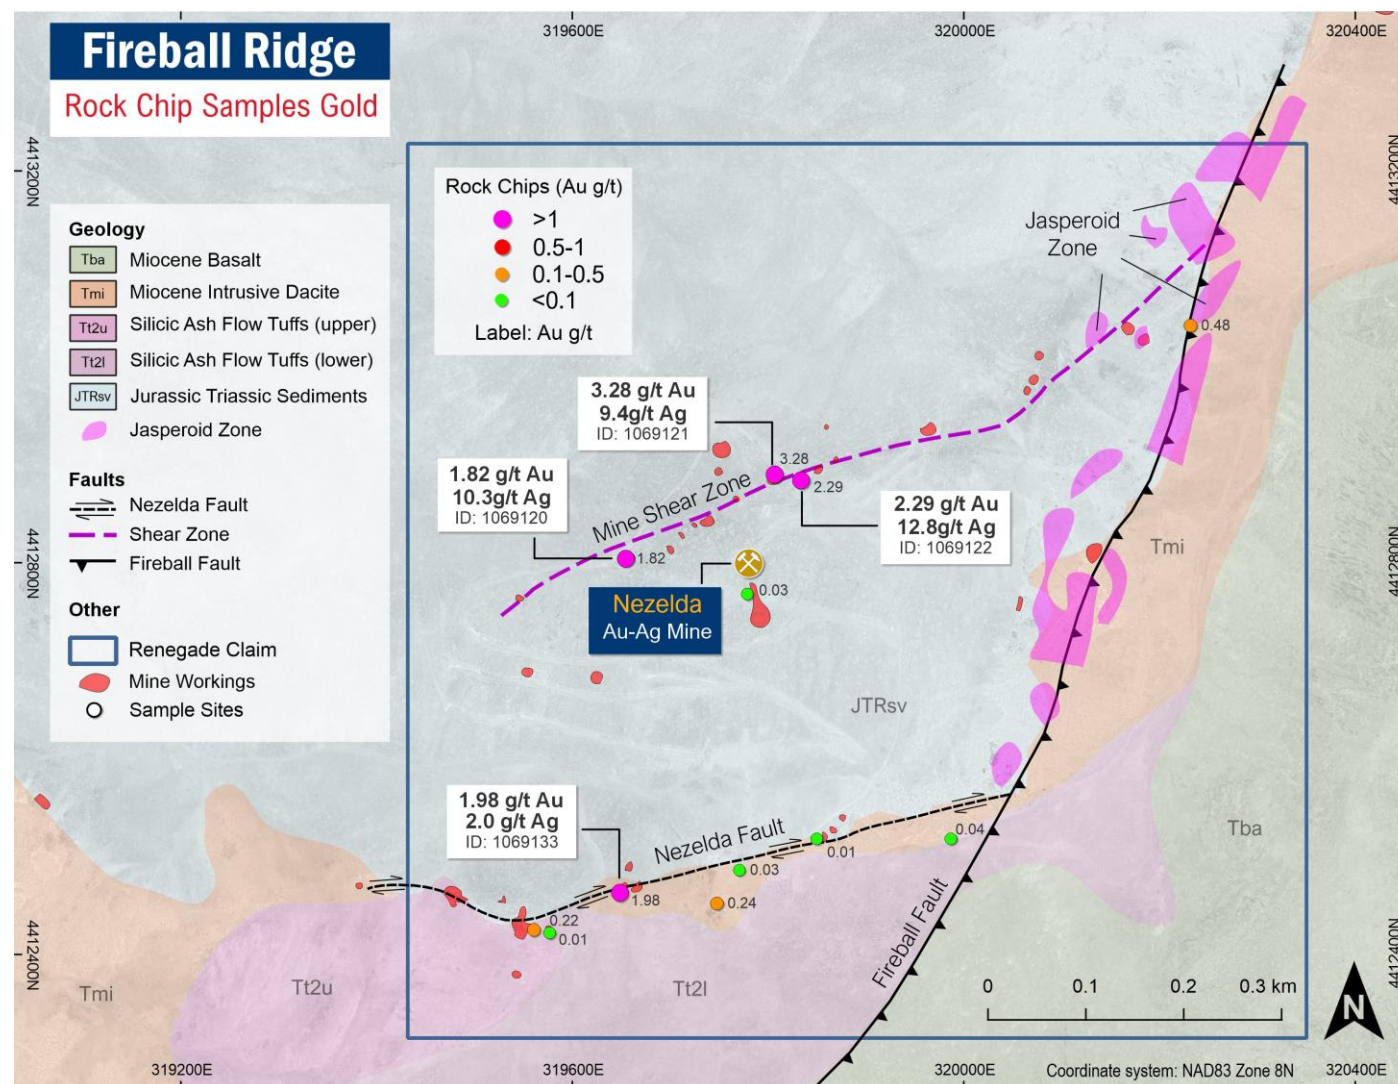 Fireball Ridge
Rock Chip Samples Gold
319600E
320000E
320400E
4413200N
4413200N
Rock Chips (Au g/t)
>1
0.5-1
0.1-0.5
<0.1
Label: Au g/t
Geology
Tba Miocene Basalt
Tmi Miocene Intrusive Dacite
Tt2u Silicic Ash Flow Tuffs (upper)
Tt2l Silicic Ash Flow Tuffs (lower)
JTRsv Jurassic Triassic Sediments
Jasperoid Zone
Faults
Nezelda Fault
Shear Zone
Fireball Fault
Other
Renegade Claim
Mine Workings
Sample Sites
Jasperoid
Zone
0.48
3.28 g/t Au
9.4g/t Ag
ID: 1069121
3.28
2.29
1.82 g/t Au
10.3g/t Ag
ID: 1069120
Mine Shear Zone
2.29 g/t Au
12.8g/t Ag
ID: 1069122
1.82
4412800N
4412800N
Tmi
0.03
Nezelda
Au-Ag Mine
JTRsv
1.98 g/t Au
2.0 g/t Ag
ID: 1069133
Nezelda Fault
0.04
0.01
Tba
0.03
1.98
0.24
0.22
0.01
Fireball Fault
4412400N
4412400N
Tmi
Tt2u
Tt2l
0 0.1 0.2 0.3 km
N
319200E
319600E
320000E
320400E
Coordinate system: NAD83 Zone 8N